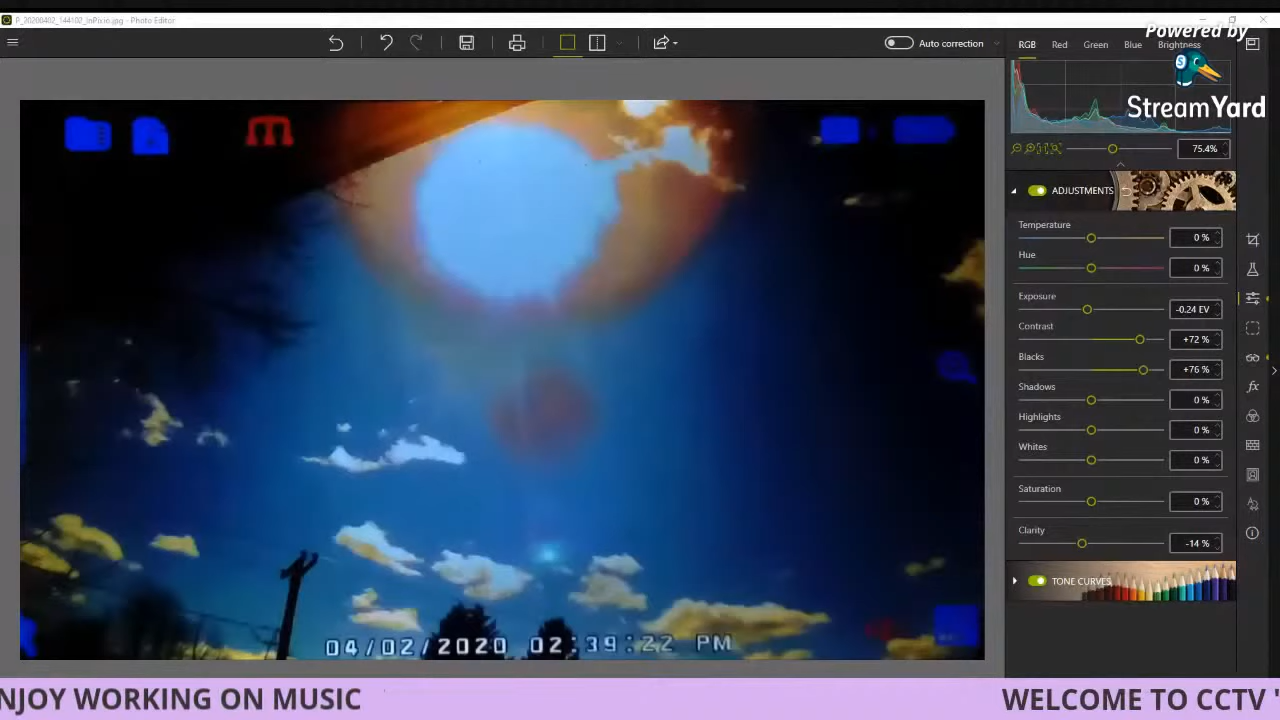 P_20200402_144102_InPixio.jpg - Photo Editor
Powered by
StreamYard
Auto correction
RGB Red Green Blue Brightness
75.4%
ADJUSTMENTS
Temperature
0 %
Hue
0 %
Exposure
-0.24 EV
Contrast
+72 %
Blacks
+76 %
Shadows
0 %
Highlights
0 %
Whites
0 %
Saturation
0 %
Clarity
-14 %
TONE CURVES
04/02/2020 02:39:22 PM
NJOY WORKING ON MUSIC
WELCOME TO CCTV '